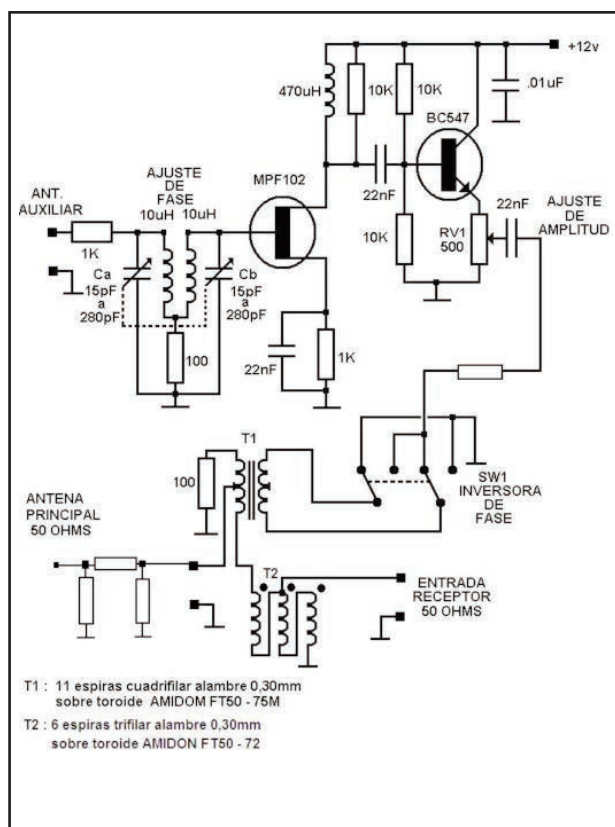 +12v
470uH
10K
10K
.01uF
BC547
ANT.
AUXILIAR
AJUSTE
DE
FASE
10uH
10uH
MPF102
22nF
22nF
AJUSTE
DE
AMPLITUD
1K
10K
RV1
500
Ca
15pF
a
280pF
Cb
15pF
a
280pF
100
22nF
1K
T1
100
SW1
INVERSORA
DE
FASE
ANTENA
PRINCIPAL
50 OHMS
T2
ENTRADA
RECEPTOR
50 OHMS
T1 : 11 espiras cuadrifilar alambre 0,30mm
sobre toroide AMIDOM FT50 - 75M
T2 : 6 espiras trifilar alambre 0,30mm
sobre toroide AMIDON FT50 - 72